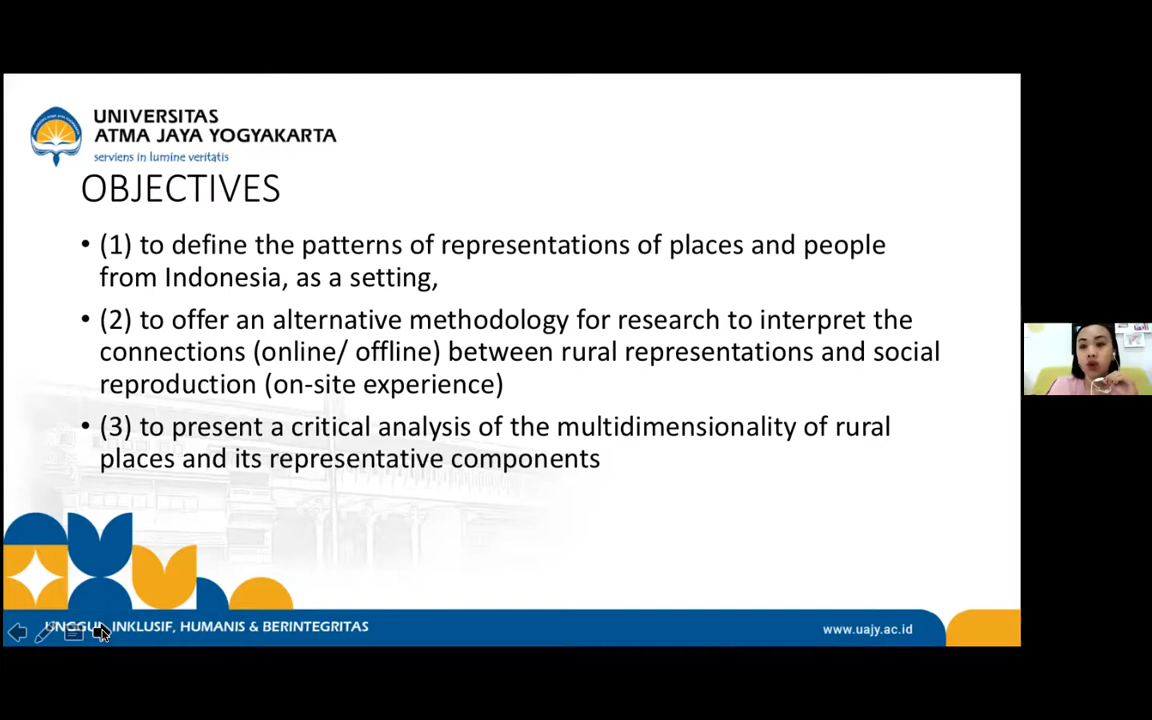 UNIVERSITAS
ATMA JAYA YOGYAKARTA
serviens in lumine veritatis
OBJECTIVES
• (1) to define the patterns of representations of places and people
from Indonesia, as a setting,
• (2) to offer an alternative methodology for research to interpret the
connections (online/ offline) between rural representations and social
reproduction (on-site experience)
• (3) to present a critical analysis of the multidimensionality of rural
places and its representative components
INKLUSIF, HUMANIS & BERINTEGRITAS
www.uajy.ac.id